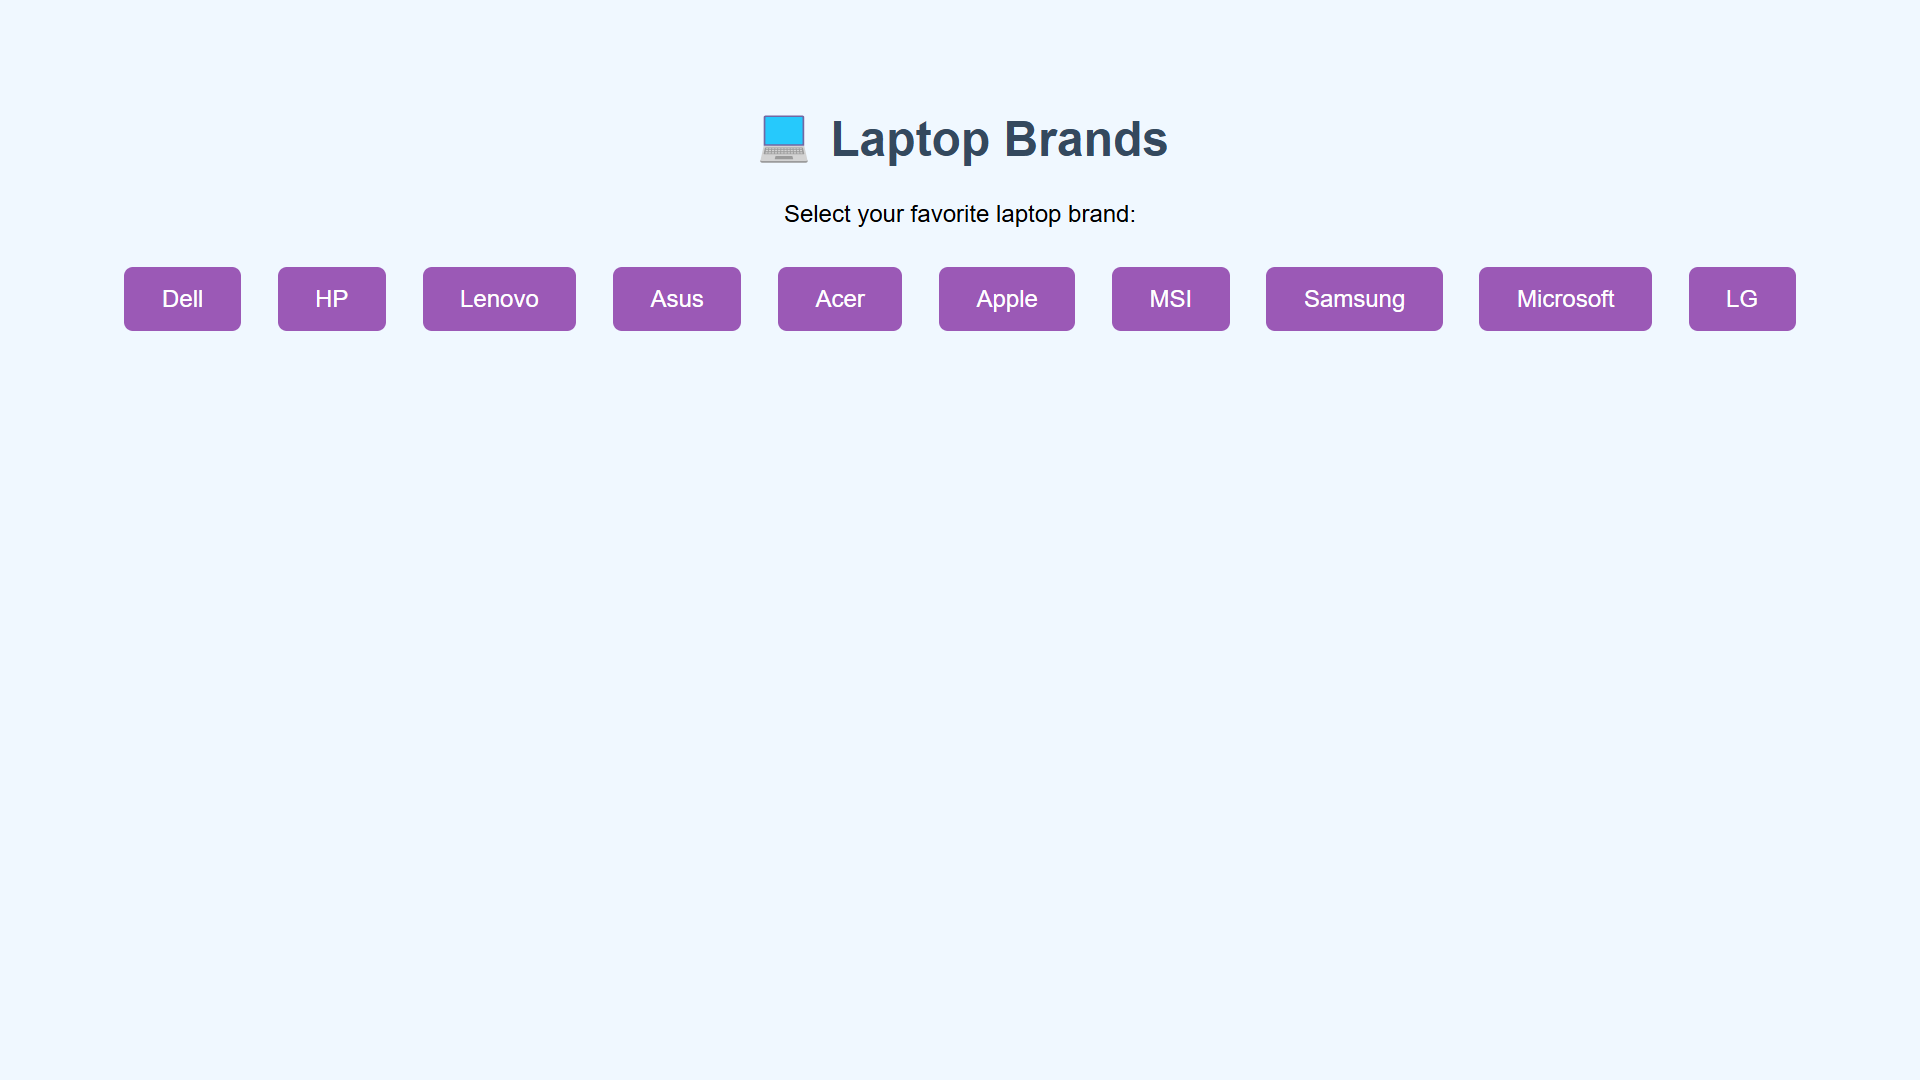 💻 Laptop Brands
Select your favorite laptop brand:
Dell HP Lenovo Asus Acer Apple MSI Samsung Microsoft LG